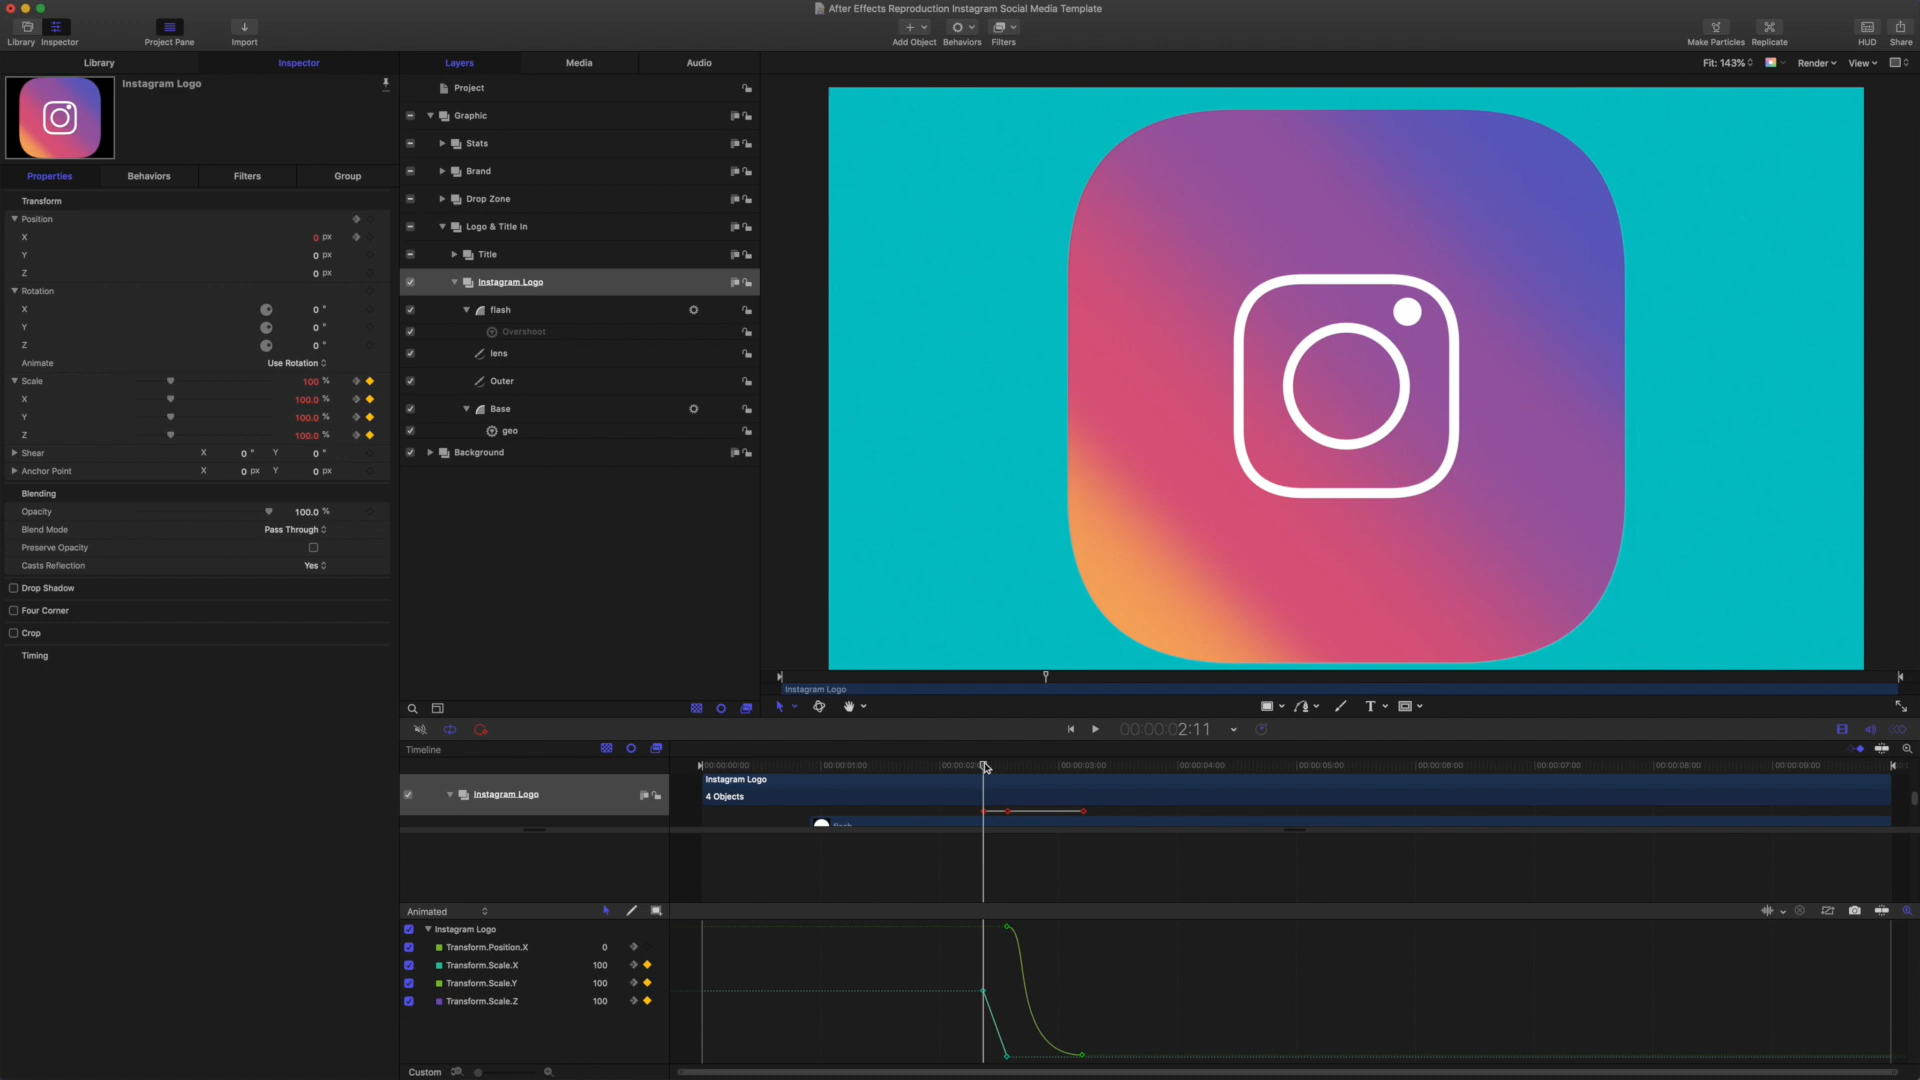 After Effects Reproduction Instagram Social Media Template
Library Inspector Project Pane Import Add Object Behaviors Filters Make Particles Replicate HUD Share
Library Inspector Layers Media Audio Fit: 143% Render View
Instagram Logo
Properties Behaviors Filters Group
Transform
Position
X 0 px
Y 0 px
Z 0 px
Rotation
X 0 °
Y 0 °
Z 0 °
Animate Use Rotation
Scale 100 %
X 100.0 %
Y 100.0 %
Z 100.0 %
Shear X 0 ° Y 0 °
Anchor Point X 0 px Y 0 px
Blending
Opacity 100.0 %
Blend Mode Pass Through
Preserve Opacity
Casts Reflection Yes
Drop Shadow
Four Corner
Crop
Timing
Project
Graphic
Stats
Brand
Drop Zone
Logo & Title In
Title
Instagram Logo
flash
Overshoot
lens
Outer
Base
geo
Background
Instagram Logo
T
00:00:02:11
Timeline
00:00:00:00 00:00:01:00 00:00:02: 00:00:03:00 00:00:04:00 00:00:05:00 00:00:06:00 00:00:07:00 00:00:08:00 00:00:09:00
Instagram Logo
4 Objects
Instagram Logo
flash
Animated
Instagram Logo
Transform.Position.X 0
Transform.Scale.X 100
Transform.Scale.Y 100
Transform.Scale.Z 100
Custom